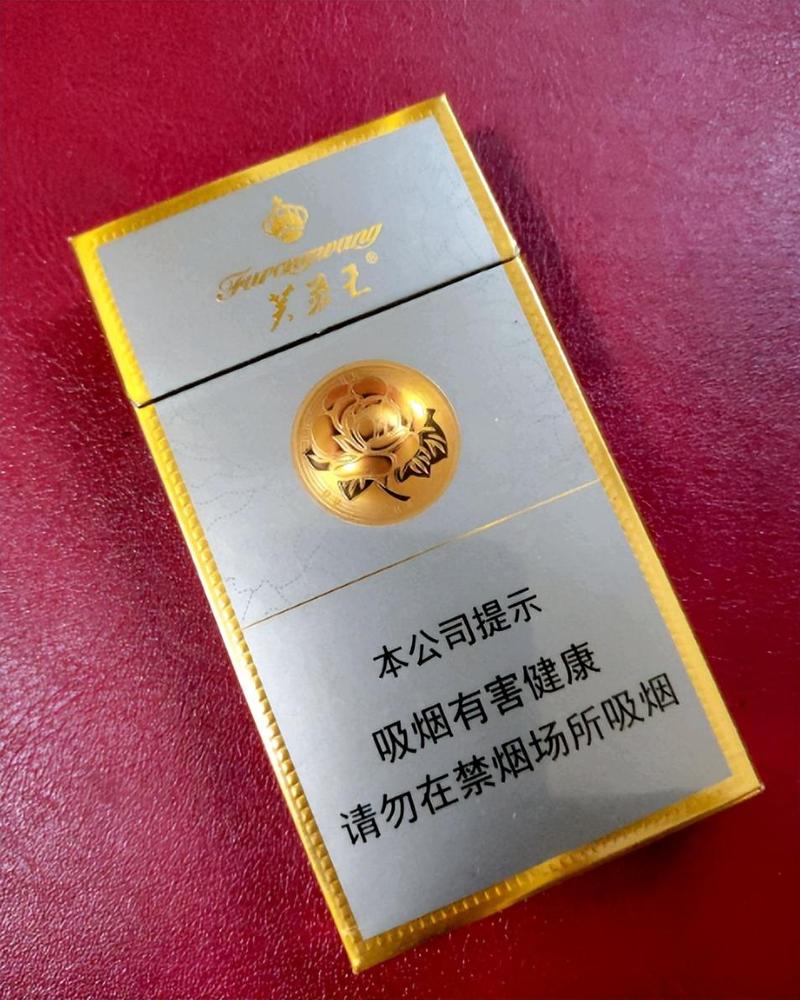 Furongwang
芙蓉王®
本公司提示
吸烟有害健康
请勿在禁烟场所吸烟